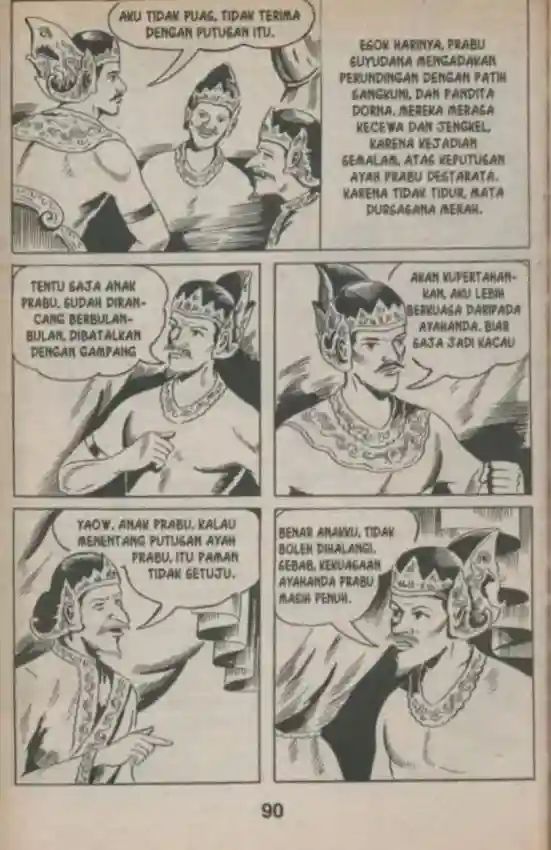 AKU TIDAK PUAS, TIDAK TERIMA
DENGAN PUTUSAN ITU.
ESOK HARINYA, PRABU
SUYUDANA MENGADAKAN
PERUNDINGAN DENGAN PATIH
SANGKUNI, DAN PANDITA
DORNA. MEREKA MERASA
KECEWA DAN JENGKEL,
KARENA KEJADIAN
SEMALAM, ATAS KEPUTUSAN
AYAH PRABU DESTARATA.
KARENA TIDAK TIDUR, MATA
DURSASANA MERAH.
TENTU SAJA ANAK
PRABU, SUDAH DIRAN-
CANG BERBULAN-
BULAN, DIBATALKAN
DENGAN GAMPANG
AKAN KUPERTAHAN-
KAN, AKU LEBIH
BERKUASA DARIPADA
AYAHANDA. BIAR
SAJA JADI KACAU
YAOW, ANAK PRABU, KALAU
MENENTANG PUTUSAN AYAH
PRABU, ITU PAMAN
TIDAK SETUJU.
BENAR ANAKKU, TIDAK
BOLEH DIHALANGI.
SEBAB, KEKUASAAN
AYAHANDA PRABU
MASIH PENUH.
90